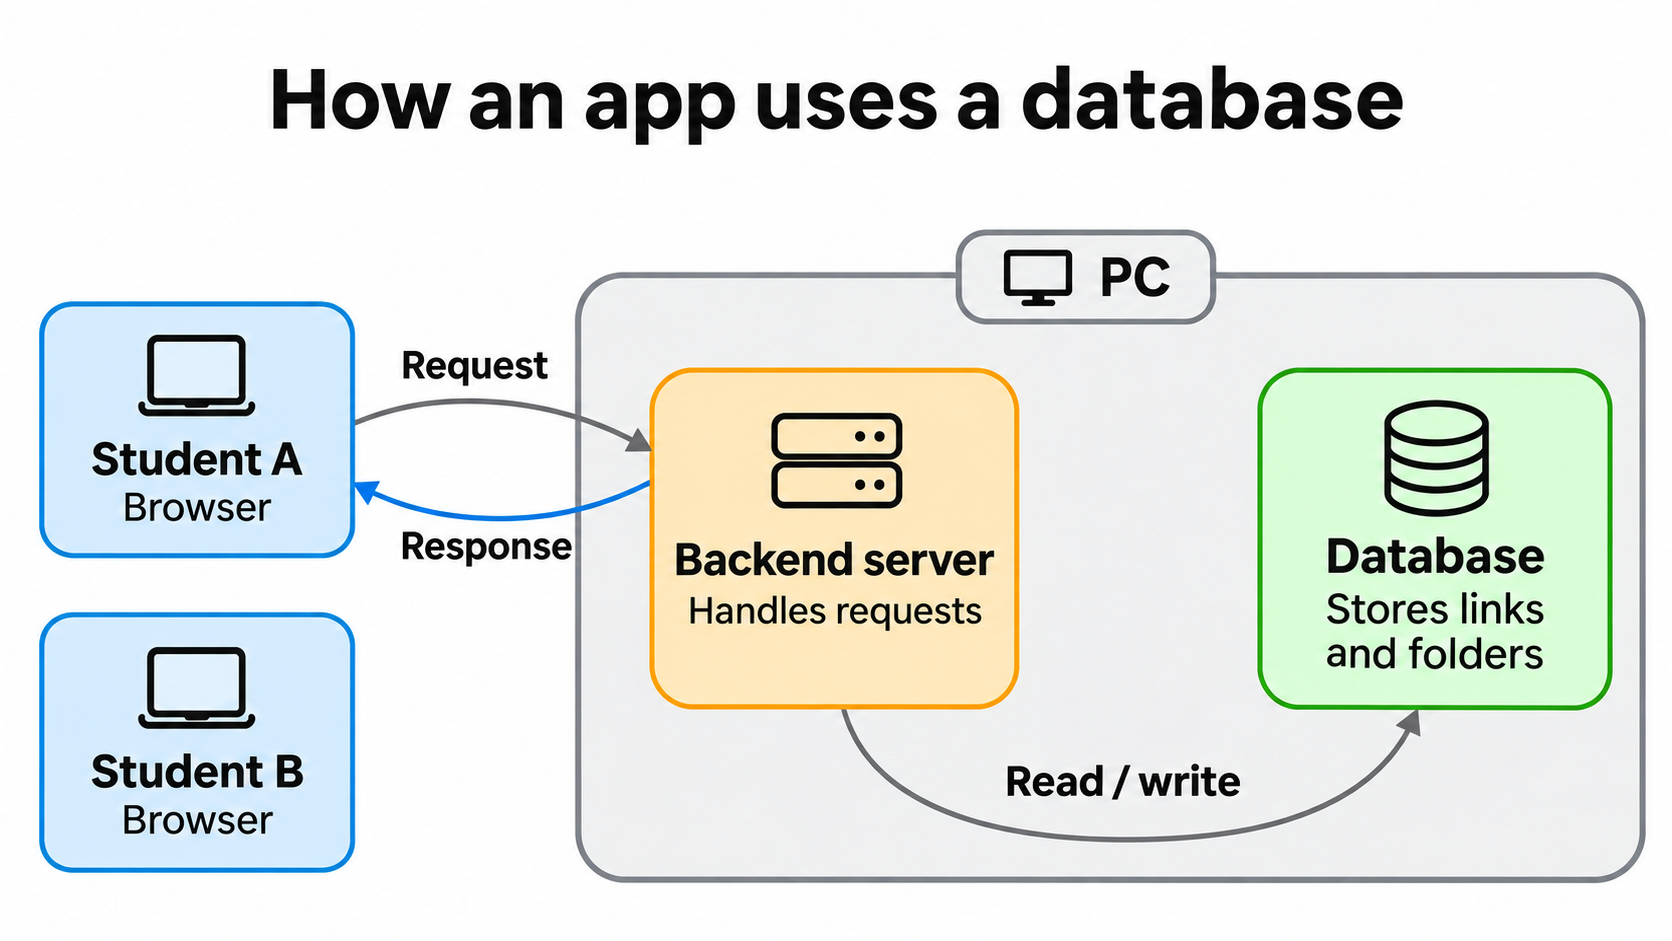 How an app uses a database
PC
Request
Student A
Browser
Response
Backend server
Handles requests
Database
Stores links
and folders
Student B
Browser
Read / write